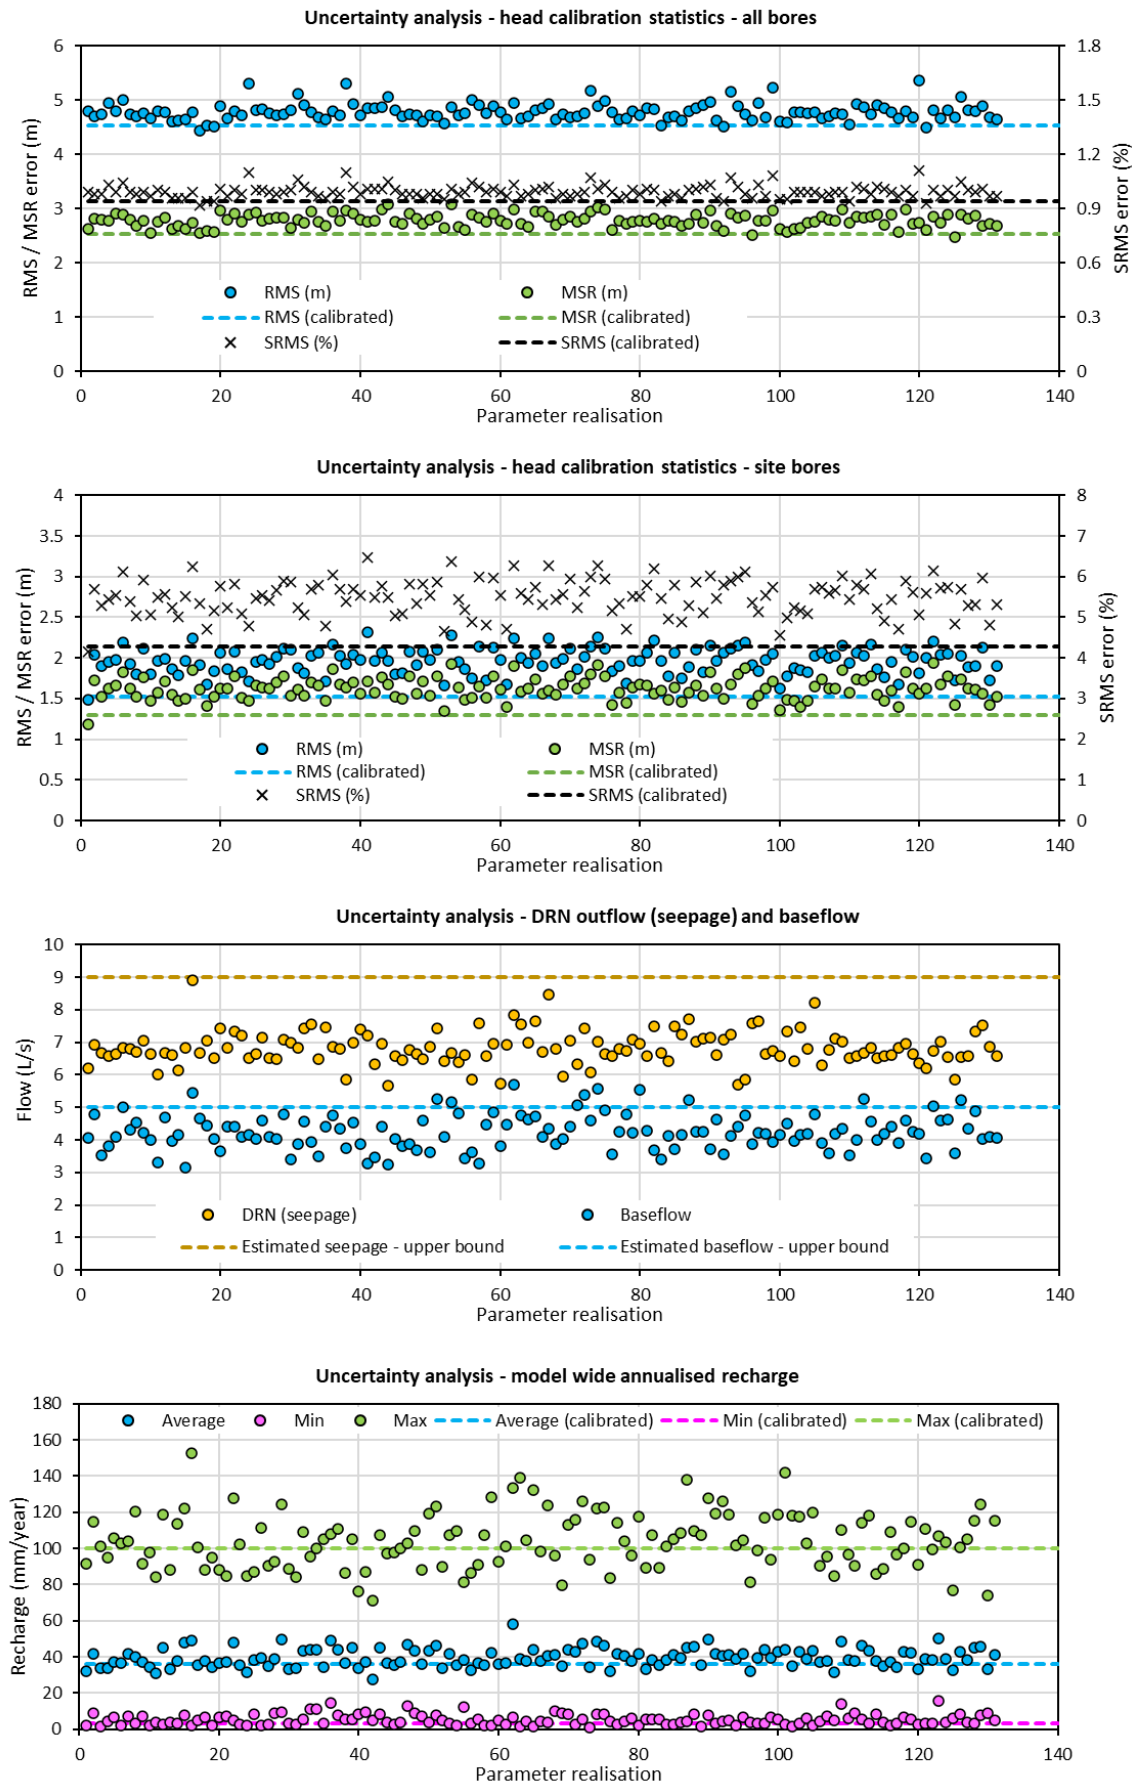 Uncertainty analysis - head calibration statistics - all bores
6 1.8
5 1.5
4 1.2
3 0.9
2 0.6
1 0.3
0 0
RMS / MSR error (m)
SRMS error (%)
RMS (m) MSR (m)
RMS (calibrated) MSR (calibrated)
SRMS (%) SRMS (calibrated)
0 20 40 60 80 100 120 140
Parameter realisation
Uncertainty analysis - head calibration statistics - site bores
4 8
3.5 7
3 6
2.5 5
2 4
1.5 3
1 2
0.5 1
0 0
RMS / MSR error (m)
SRMS error (%)
RMS (m) MSR (m)
RMS (calibrated) MSR (calibrated)
SRMS (%) SRMS (calibrated)
0 20 40 60 80 100 120 140
Parameter realisation
Uncertainty analysis - DRN outflow (seepage) and baseflow
10
9
8
7
6
5
4
3
2
1
0
Flow (L/s)
DRN (seepage) Baseflow
Estimated seepage - upper bound Estimated baseflow - upper bound
0 20 40 60 80 100 120 140
Parameter realisation
Uncertainty analysis - model wide annualised recharge
180
160
140
120
100
80
60
40
20
0
Recharge (mm/year)
Average Min Max Average (calibrated) Min (calibrated) Max (calibrated)
0 20 40 60 80 100 120 140
Parameter realisation